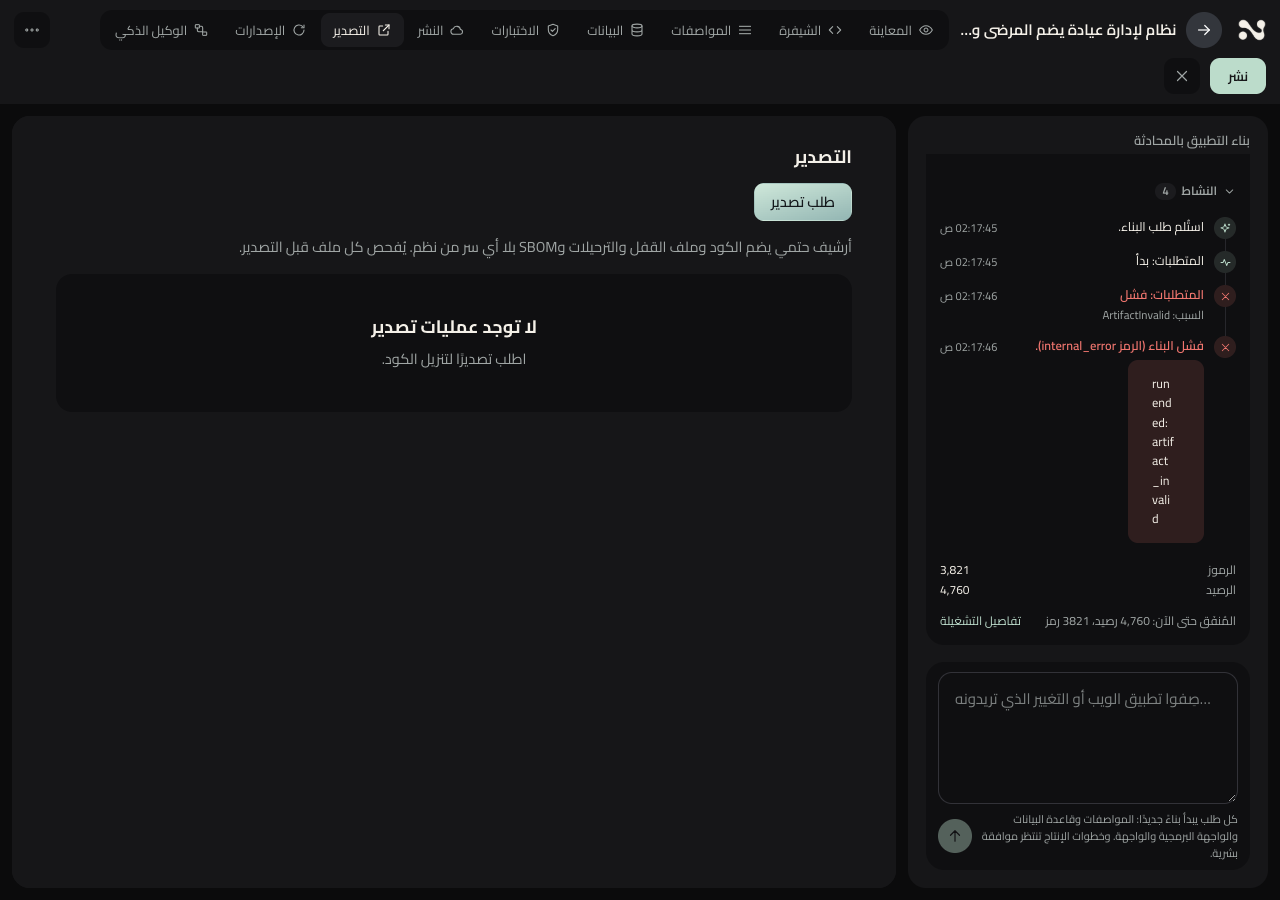 نظام لإدارة عيادة يضم المرضى و...
المعاينة
الشيفرة
المواصفات
البيانات
الاختبارات
النشر
التصدير
الإصدارات
الوكيل الذكي
نشر
بناء التطبيق بالمحادثة
النشاط 4
استُلم طلب البناء. 02:17:45 ص
المتطلبات: بدأ 02:17:45 ص
المتطلبات: فشل 02:17:46 ص
السبب: ArtifactInvalid
فشل البناء (الرمز internal_error). 02:17:46 ص
run
end
ed:
artif
act
_in
vali
d
الرموز 3,821
الرصيد 4,760
المُنفَق حتى الآن: 4,760 رصيد، 3821 رمز تفاصيل التشغيلة
صِفوا تطبيق الويب أو التغيير الذي تريدونه...
كل طلب يبدأ بناءً جديدًا: المواصفات وقاعدة البيانات
والواجهة البرمجية والواجهة. وخطوات الإنتاج تنتظر موافقة
بشرية.
التصدير
طلب تصدير
أرشيف حتمي يضم الكود وملف القفل والترحيلات وSBOM بلا أي سر من نظم. يُفحص كل ملف قبل التصدير.
لا توجد عمليات تصدير
اطلب تصديرًا لتنزيل الكود.